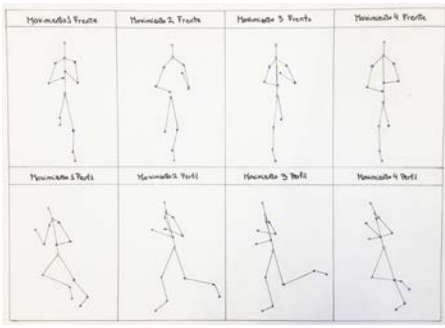 Movimiento 1 Frente
Movimiento 2 Frente
Movimiento 3 Frente
Movimiento 4 Frente
Movimiento 1 Perfil
Movimiento 2 Perfil
Movimiento 3 Perfil
Movimiento 4 Perfil